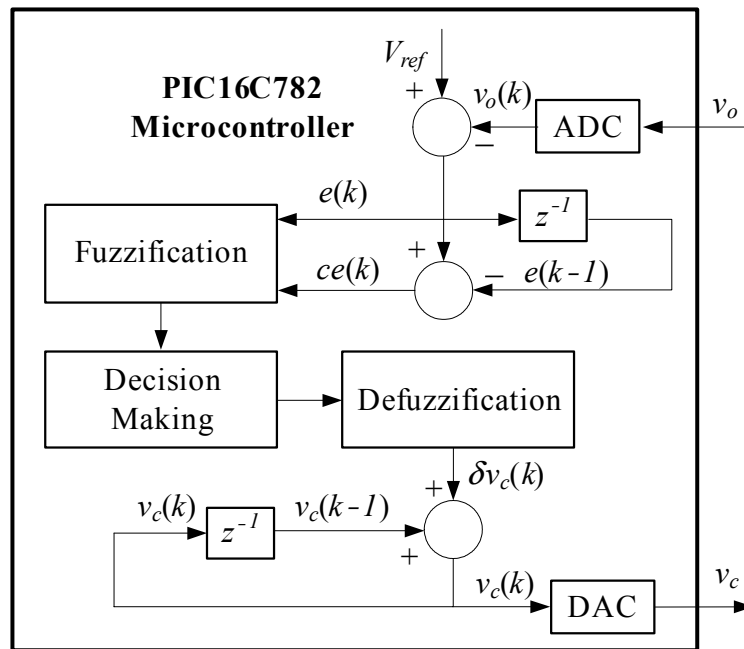 V_ref
PIC16C782
Microcontroller
+
v_o(k)
−
ADC
v_o
e(k)
z^-1
Fuzzification
+
−
ce(k)
e(k-1)
Decision
Making
Defuzzification
δv_c(k)
+
v_c(k)
z^-1
v_c(k-1)
+
v_c(k)
DAC
v_c